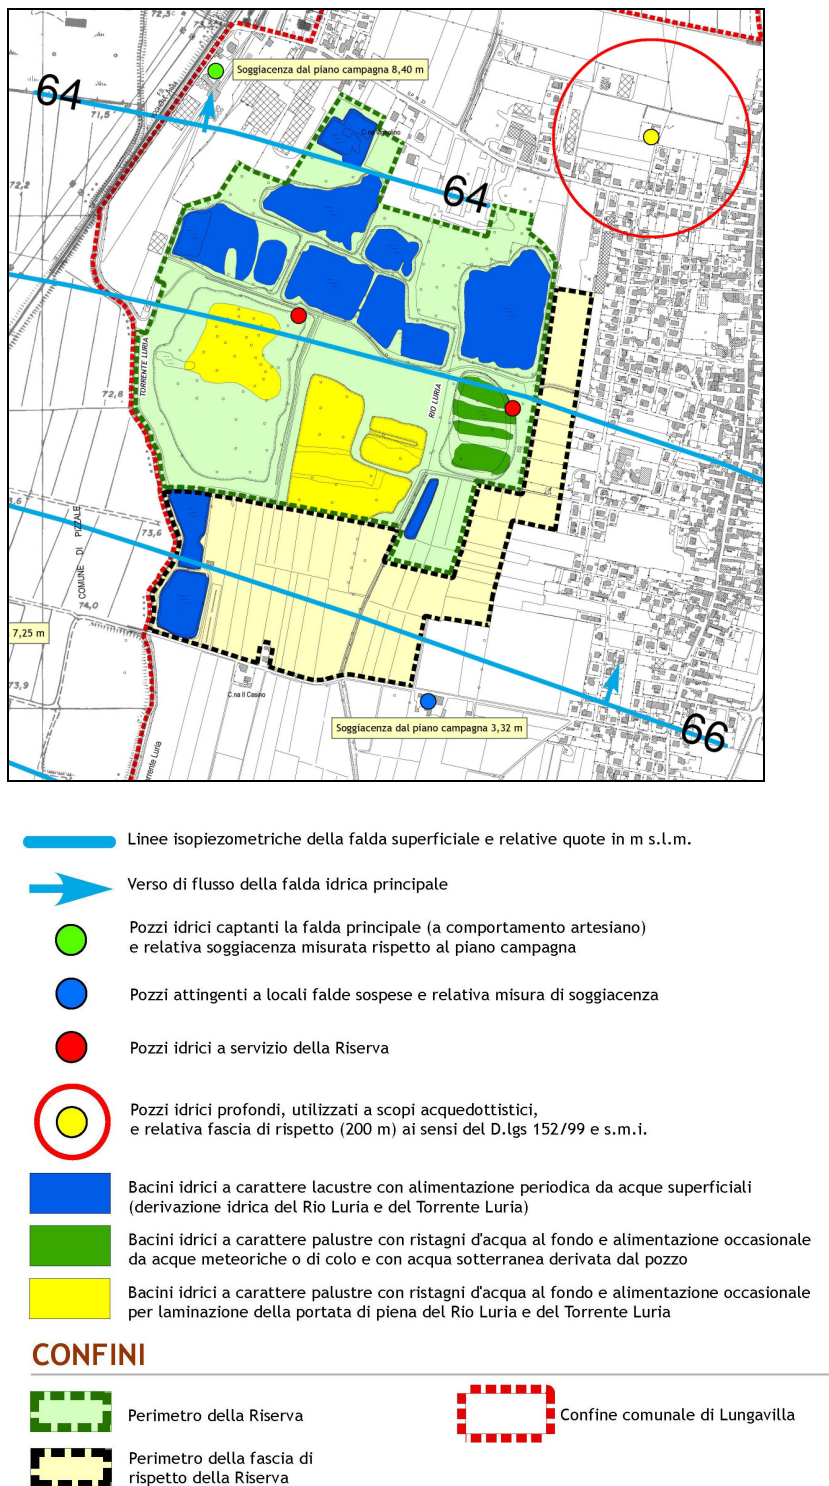 72,3
Soggiacenza dal piano campagna 8,40 m
64
71,5
C.na
72,2
64
TORRENTE LURIA
RIO LURIA
72,6
COMUNE DI PIZZALE
73,6
74,0
7,25 m
73,9
C.na Il Casino
Soggiacenza dal piano campagna 3,32 m
66
Torrente Luria
Linee isopiezometriche della falda superficiale e relative quote in m s.l.m.
Verso di flusso della falda idrica principale
Pozzi idrici captanti la falda principale (a comportamento artesiano)
e relativa soggiacenza misurata rispetto al piano campagna
Pozzi attingenti a locali falde sospese e relativa misura di soggiacenza
Pozzi idrici a servizio della Riserva
Pozzi idrici profondi, utilizzati a scopi acquedottistici,
e relativa fascia di rispetto (200 m) ai sensi del D.lgs 152/99 e s.m.i.
Bacini idrici a carattere lacustre con alimentazione periodica da acque superficiali
(derivazione idrica del Rio Luria e del Torrente Luria)
Bacini idrici a carattere palustre con ristagni d'acqua al fondo e alimentazione occasionale
da acque meteoriche o di colo e con acqua sotterranea derivata dal pozzo
Bacini idrici a carattere palustre con ristagni d'acqua al fondo e alimentazione occasionale
per laminazione della portata di piena del Rio Luria e del Torrente Luria
CONFINI
Perimetro della Riserva
Confine comunale di Lungavilla
Perimetro della fascia di
rispetto della Riserva